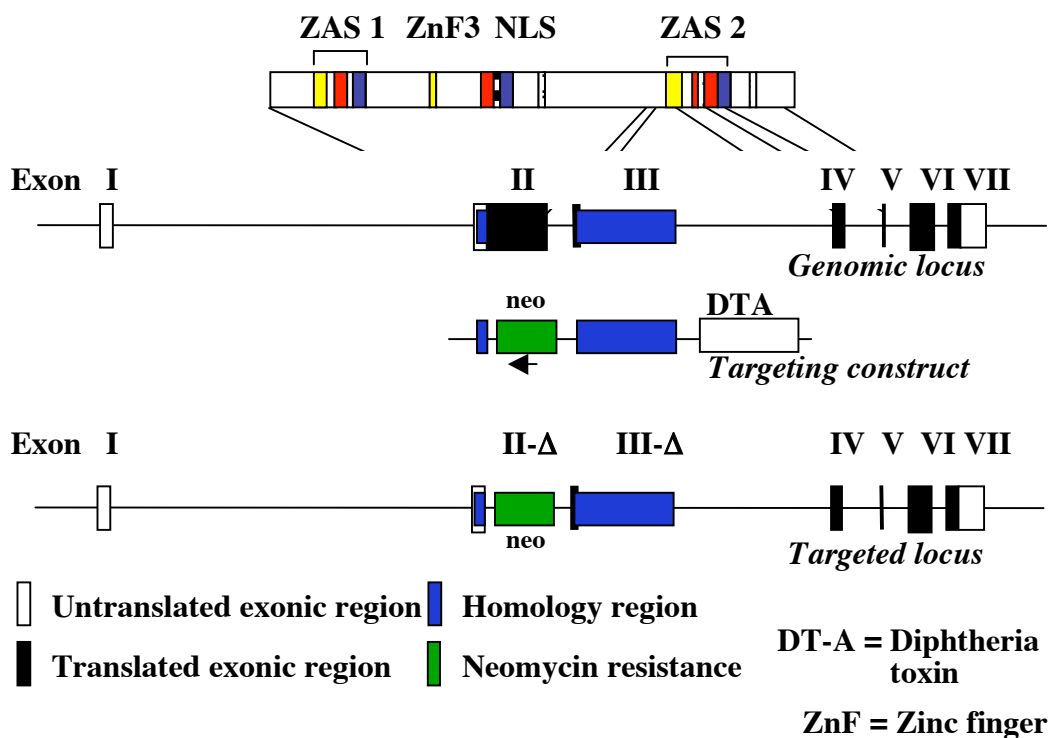 ZAS 1 ZnF3 NLS ZAS 2
Exon I II III IV V VI VII
Genomic locus
neo DTA
Targeting construct
Exon I II-Δ III-Δ IV V VI VII
neo
Targeted locus
Untranslated exonic region
Homology region
Translated exonic region
Neomycin resistance
DT-A = Diphtheria
toxin
ZnF = Zinc finger